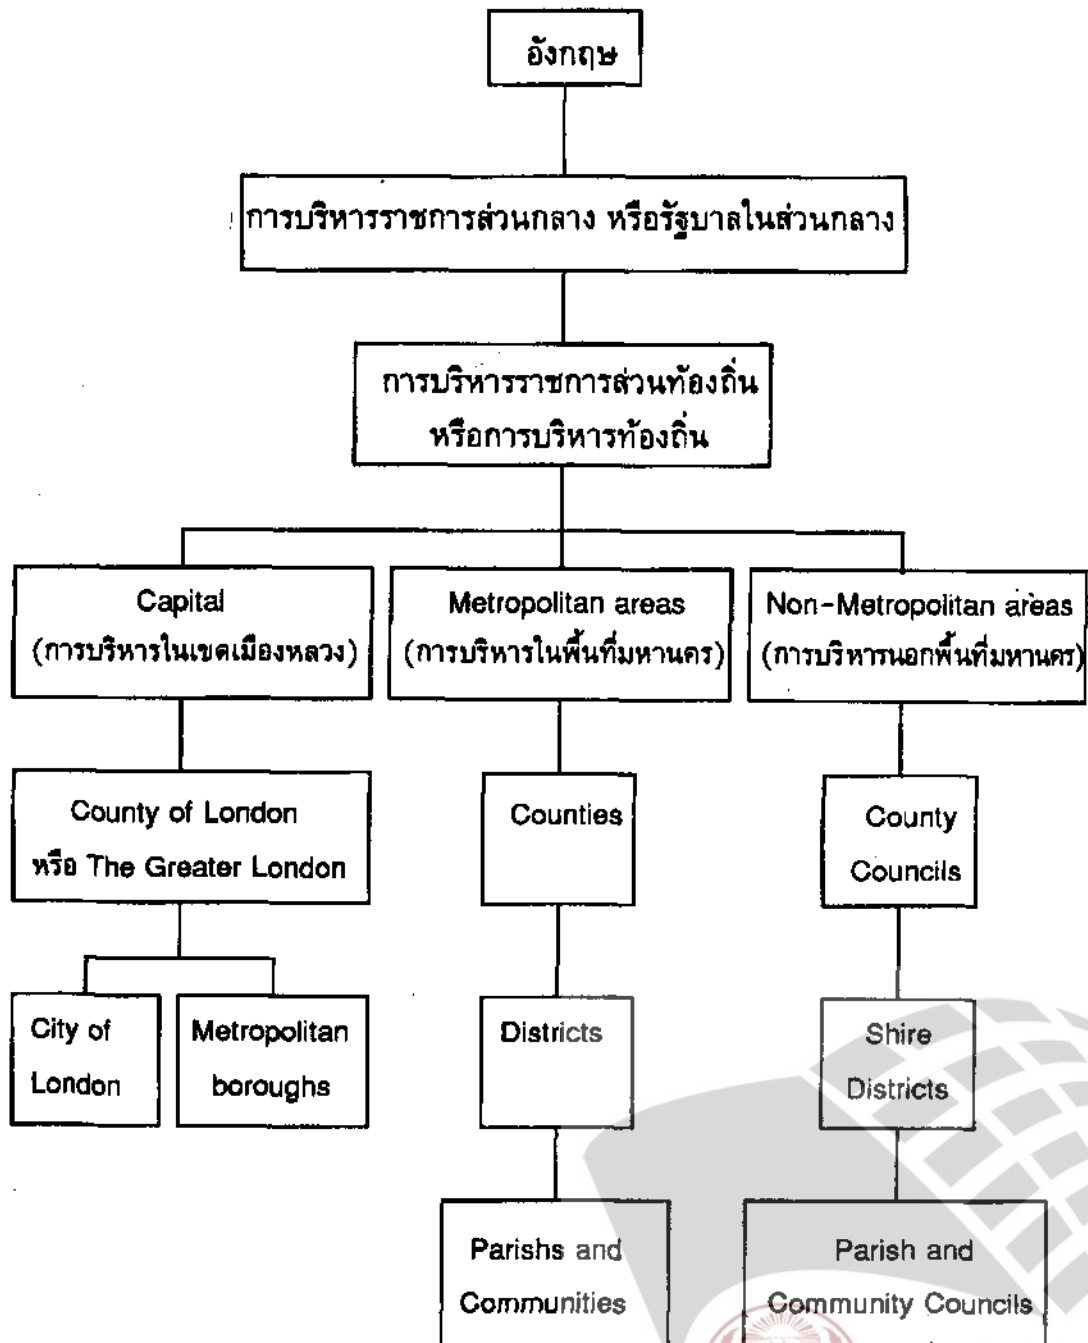 อังกฤษ
การบริหารราชการส่วนกลาง หรือรัฐบาลในส่วนกลาง
การบริหารราชการส่วนท้องถิ่น
หรือการบริหารท้องถิ่น
Capital
(การบริหารในเขตเมืองหลวง)
Metropolitan areas
(การบริหารในพื้นที่มหานคร)
Non-Metropolitan areas
(การบริหารนอกพื้นที่มหานคร)
County of London
หรือ The Greater London
Counties
County
Councils
City of
London
Metropolitan
boroughs
Districts
Shire
Districts
Parishs and
Communities
Parish and
Community Councils